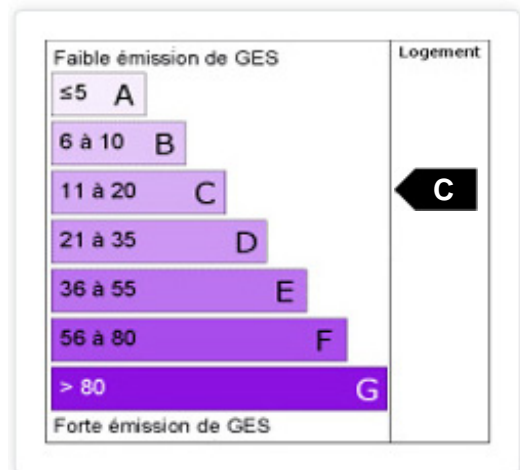 Faible émission de GES
Logement
≤5 A
6 à 10 B
11 à 20 C
C
21 à 35 D
36 à 55 E
56 à 80 F
> 80 G
Forte émission de GES